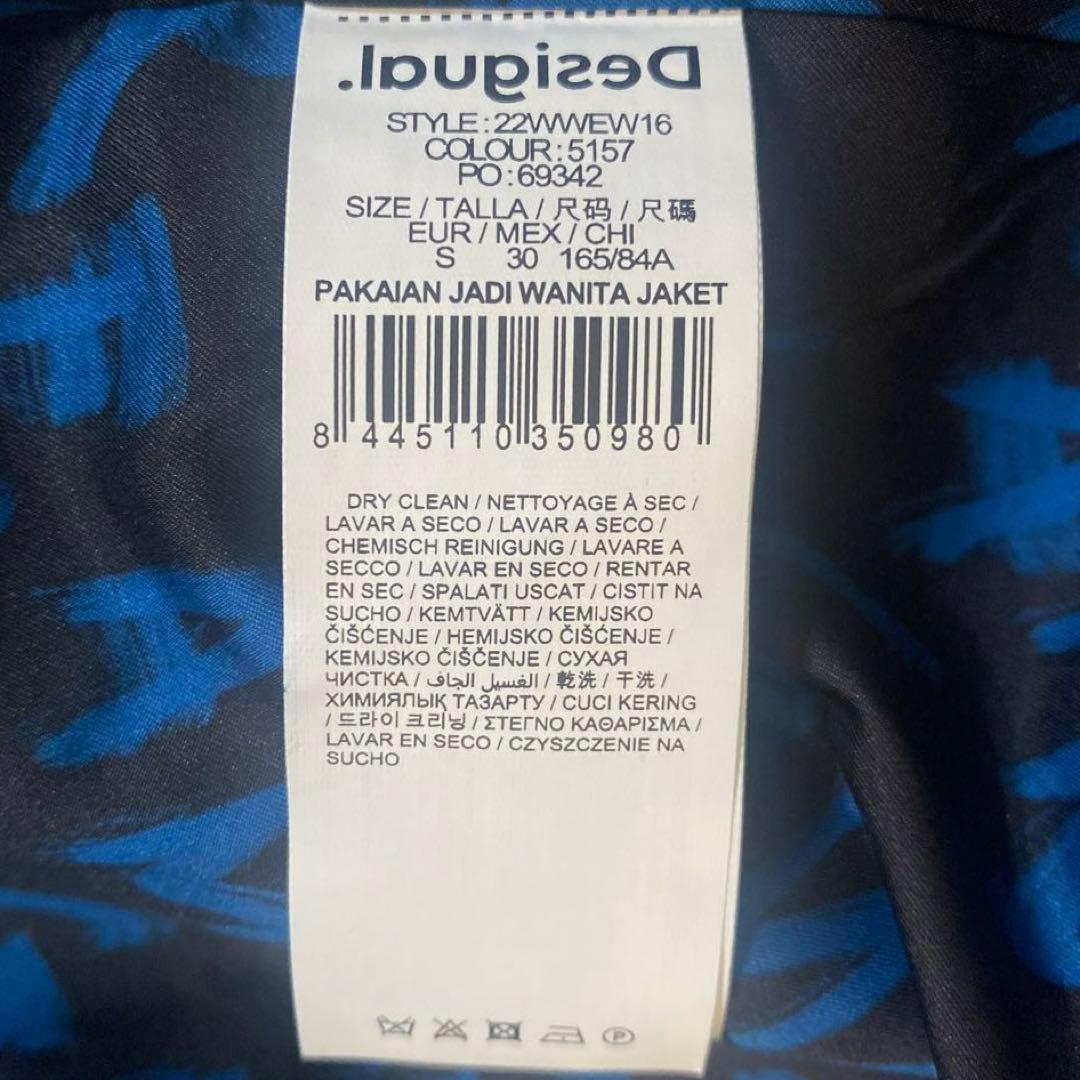 Desigual.
STYLE:22WWEW16
COLOUR:5157
PO:69342
SIZE / TALLA / 尺码 / 尺碼
EUR / MEX / CHI
S 30 165/84A
PAKAIAN JADI WANITA JAKET
8 445110 350980
DRY CLEAN / NETTOYAGE À SEC /
LAVAR A SECO / LAVAR A SECO /
CHEMISCH REINIGUNG / LAVARE A
SECCO / LAVAR EN SECO / RENTAR
EN SEC / SPALATI USCAT / CISTIT NA
SUCHO / KEMTVÄTT / KEMIJSKO
ČIŠĆENJE / HEMIJSKO ČIŠĆENJE /
KEMIJSKO ČIŠČENJE / СУХАЯ
ЧИСТКА / الغسيل الجاف / 乾洗 / 干洗 /
ХИМИЯЛЫҚ ТАЗАРТУ / CUCI KERING
/ 드라이 크리닝 / ΣΤΕΓΝΟ ΚΑΘΑΡΙΣΜΑ /
LAVAR EN SECO / CZYSZCZENIE NA
SUCHO
P